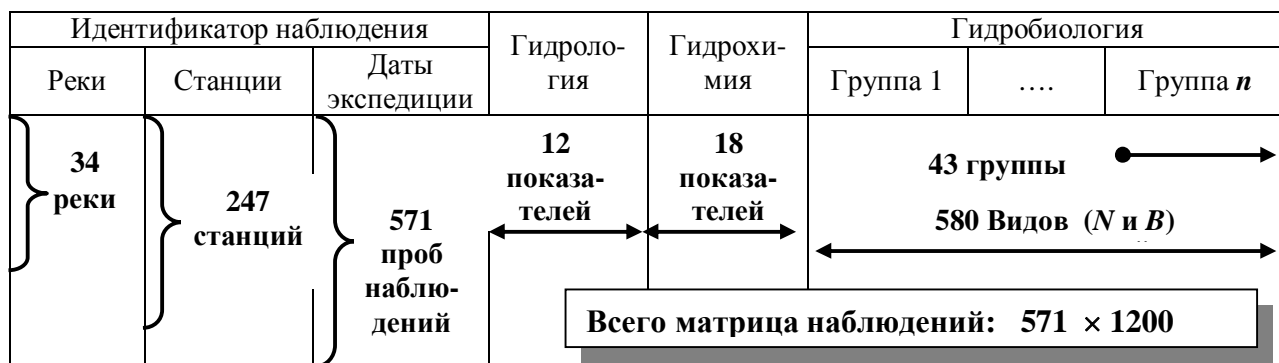 Идентификатор наблюдения
Гидроло-
гия
Гидрохи-
мия
Гидробиология
Реки
Станции
Даты
экспедиции
Группа 1
….
Группа n
34
реки
247
станций
571
проб
наблю-
дений
12
показа-
телей
18
показа-
телей
43 группы
580 Видов (N и B)
Всего матрица наблюдений: 571 × 1200